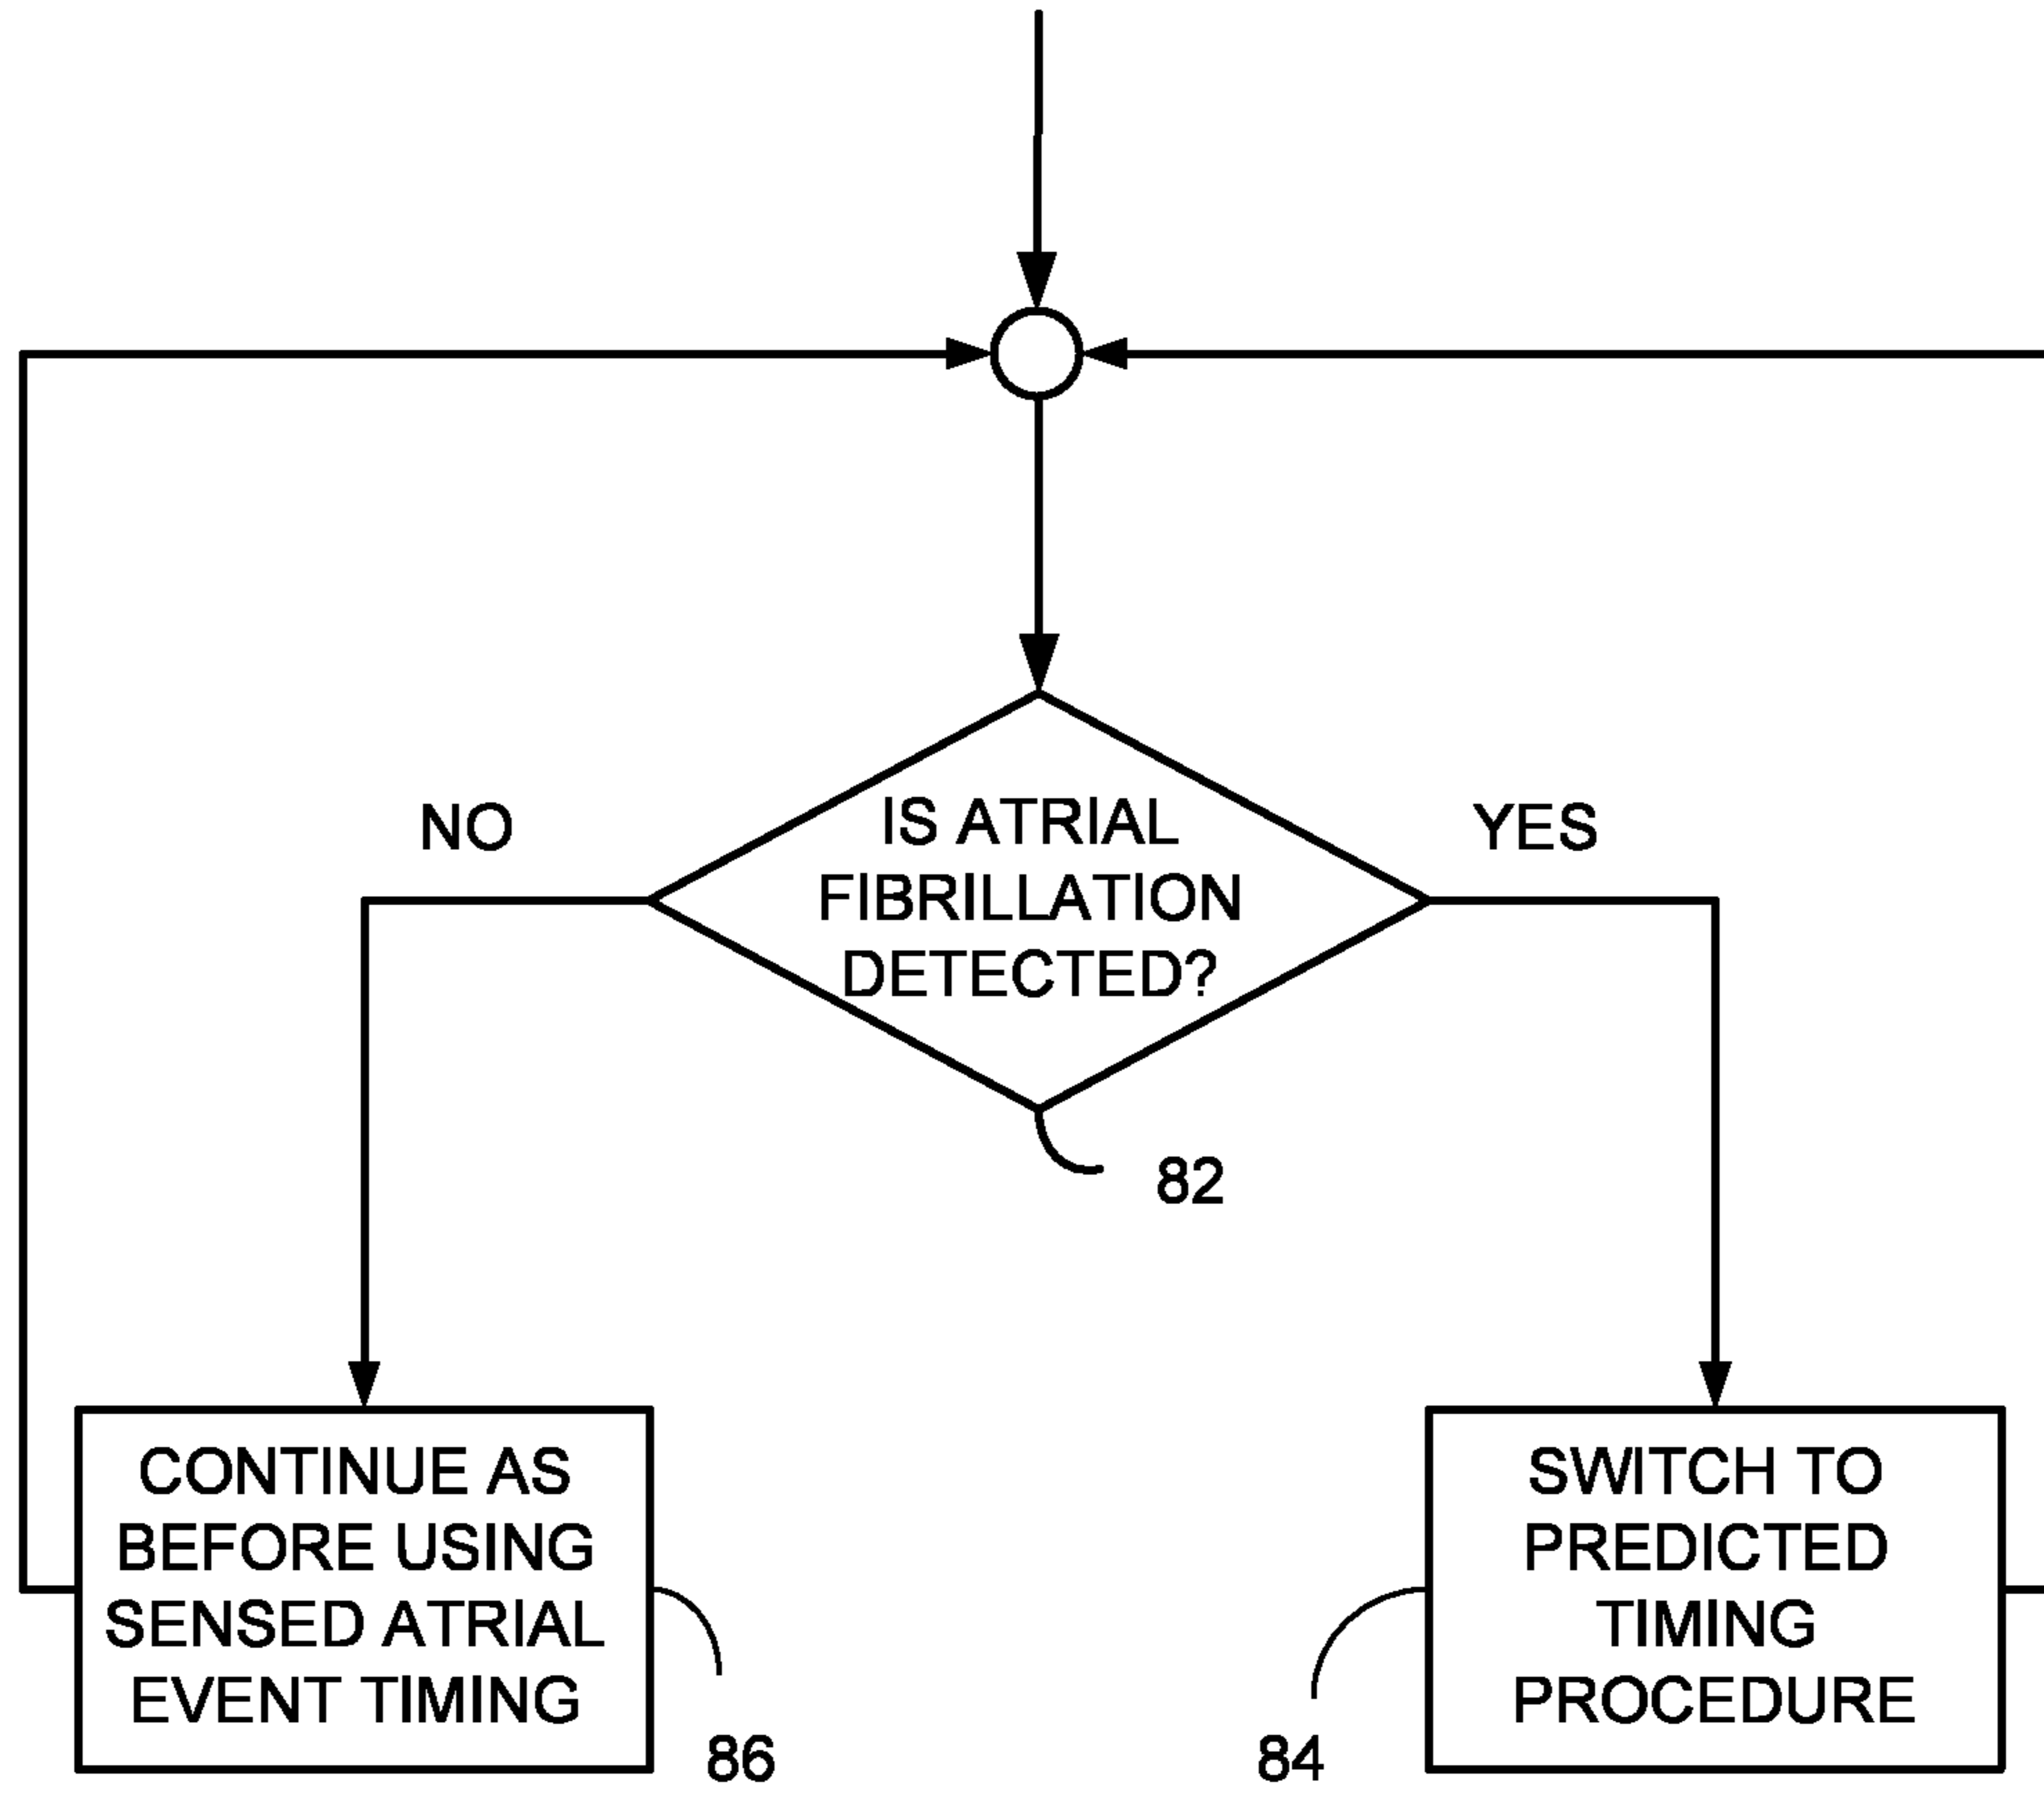 NO
IS ATRIAL
FIBRILLATION
DETECTED?
YES
82
CONTINUE AS
BEFORE USING
SENSED ATRIAL
EVENT TIMING
86
SWITCH TO
PREDICTED
TIMING
PROCEDURE
84